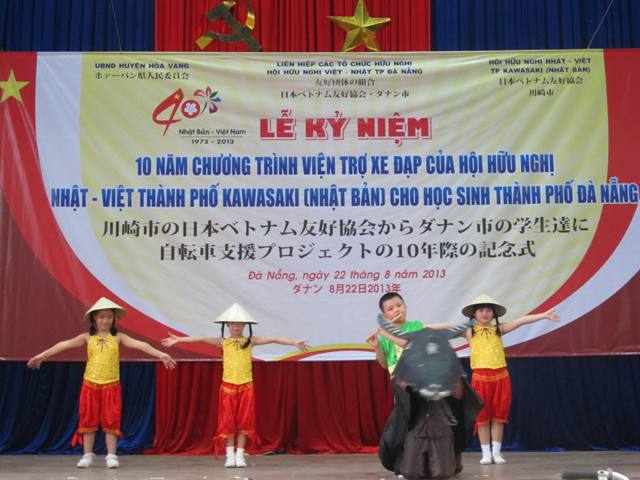 UBND HUYỆN HÒA VANG
ホァーバン県人民委員会
LIÊN HIỆP CÁC TỔ CHỨC HỮU NGHỊ
HỘI HỮU NGHỊ VIỆT - NHẬT TP ĐÀ NẴNG
友好団体の組合
日本ベトナム友好協会・ダナン市
HỘI HỮU NGHỊ NHẬT - VIỆT
TP KAWASAKI (NHẬT BẢN)
日本ベトナム友好協会
川崎市
40
Nhật Bản - Việt Nam
1973 - 2013
LỄ KỶ NIỆM
10 NĂM CHƯƠNG TRÌNH VIỆN TRỢ XE ĐẠP CỦA HỘI HỮU NGHỊ
NHẬT - VIỆT THÀNH PHỐ KAWASAKI (NHẬT BẢN) CHO HỌC SINH THÀNH PHỐ ĐÀ NẴNG
川崎市の日本ベトナム友好協会からダナン市の学生達に
自転車支援プロジェクトの10年際の記念式
Đà Nẵng, ngày 22 tháng 8 năm 2013
ダナン 8月22日2013年